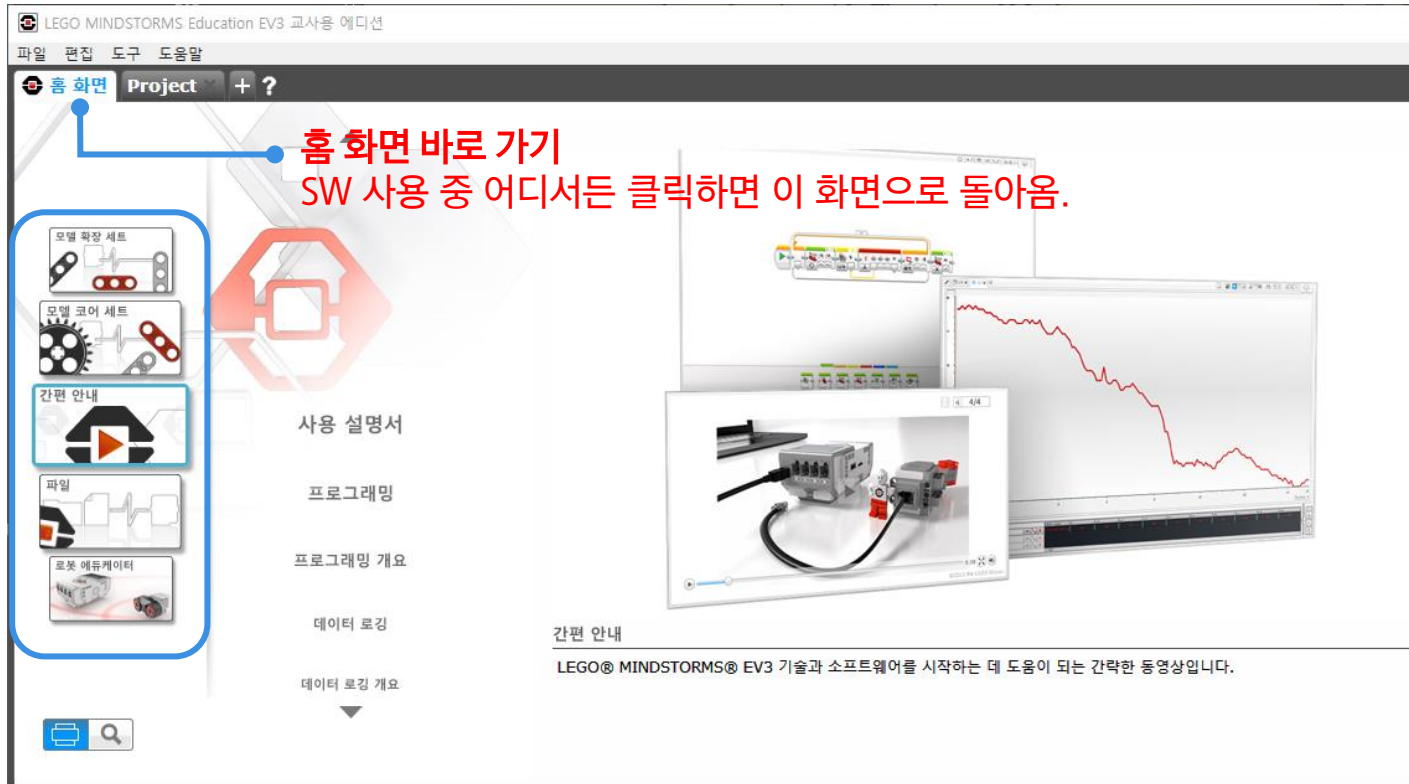 LEGO MINDSTORMS Education EV3 교사용 에디션
파일 편집 도구 도움말
홈 화면 Project + ?
홈 화면 바로 가기
SW 사용 중 어디서든 클릭하면 이 화면으로 돌아옴.
모델 확장 세트
모델 코어 세트
간편 안내
파일
로봇 에듀케이터
사용 설명서
프로그래밍
프로그래밍 개요
데이터 로깅
데이터 로깅 개요
4/4
간편 안내
LEGO® MINDSTORMS® EV3 기술과 소프트웨어를 시작하는 데 도움이 되는 간략한 동영상입니다.